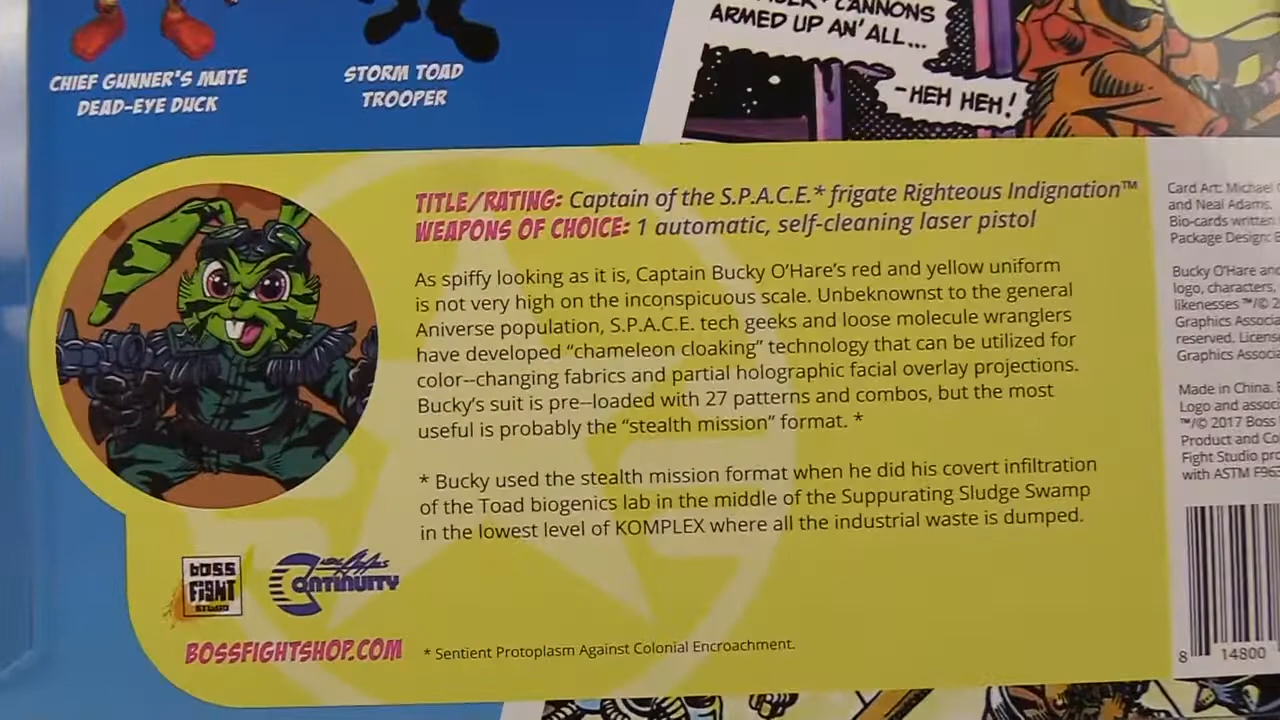 CANNONS
ARMED UP AN' ALL...
-HEH HEH!
CHIEF GUNNER'S MATE
DEAD-EYE DUCK
STORM TOAD
TROOPER
TITLE/RATING: Captain of the S.P.A.C.E.* frigate Righteous Indignation™
WEAPONS OF CHOICE: 1 automatic, self-cleaning laser pistol
As spiffy looking as it is, Captain Bucky O'Hare's red and yellow uniform
is not very high on the inconspicuous scale. Unbeknownst to the general
Aniverse population, S.P.A.C.E. tech geeks and loose molecule wranglers
have developed "chameleon cloaking" technology that can be utilized for
color--changing fabrics and partial holographic facial overlay projections.
Bucky's suit is pre--loaded with 27 patterns and combos, but the most
useful is probably the "stealth mission" format. *
* Bucky used the stealth mission format when he did his covert infiltration
of the Toad biogenics lab in the middle of the Suppurating Sludge Swamp
in the lowest level of KOMPLEX where all the industrial waste is dumped.
BOSS
FIGHT
STUDIO
CONTINUITY
BOSSFIGHTSHOP.COM
* Sentient Protoplasm Against Colonial Encroachment.
Card Art: Michael
and Neal Adams.
Bio-cards written
Package Design:
Bucky O'Hare and
logo, characters,
likenesses ™/©
Graphics
reserved.
Graphics
Made in China.
Logo and
™/© 2017 Boss
Product and
Fight Studio
with ASTM
8 14800